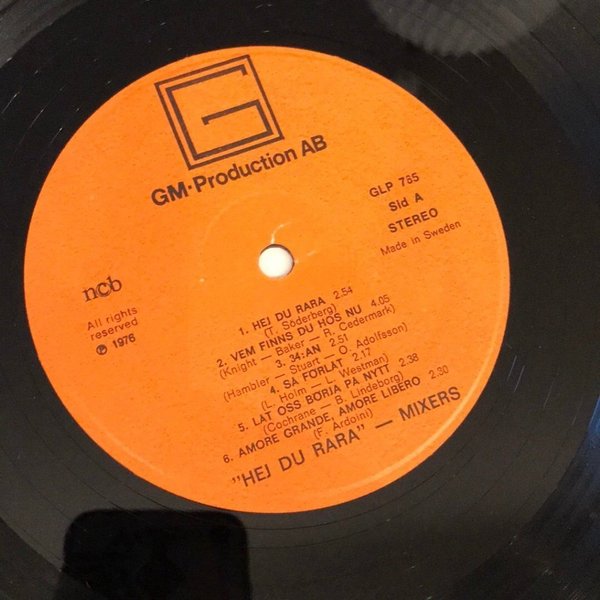 G
GM-Production AB
GLP 785
Sid A
STEREO
Made in Sweden
ncb
All rights
reserved
℗ 1976
1. HEJ DU RARA 2.54
(T. Söderberg)
2. VEM FINNS DU HOS NU 4.05
(Knight — Baker — R. Cedermark)
3. 34:AN 2.51
(Hambler — Stuart — O. Adolfsson)
4. SÅ FÖRLÅT 2.17
(L. Holm — L. Westman)
5. LÅT OSS BÖRJA PÅ NYTT 2.38
(Cochrane — B. Lindeborg)
6. AMORE GRANDE, AMORE LIBERO 2.30
(F. Ardoini)
"HEJ DU RARA" — MIXERS